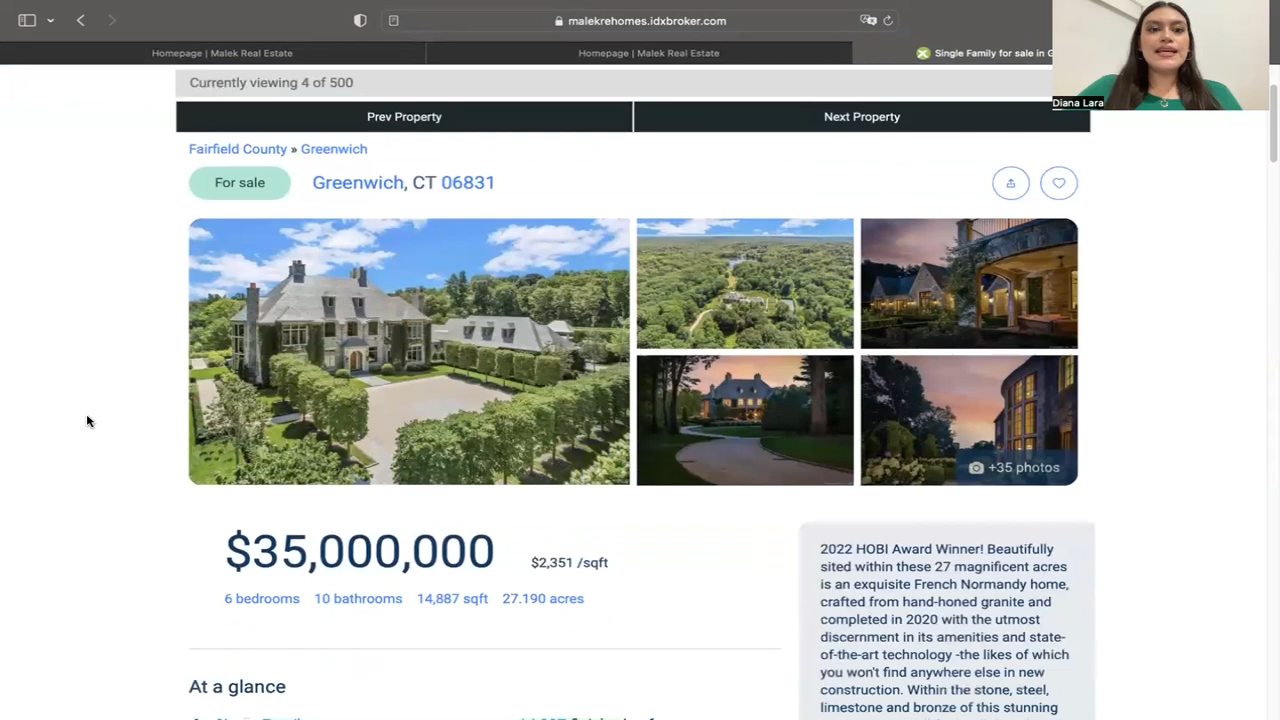 malekrehomes.idxbroker.com
Homepage | Malek Real Estate
Homepage | Malek Real Estate
Single Family for sale in G
Diana Lara
Currently viewing 4 of 500
Prev Property
Next Property
Fairfield County » Greenwich
For sale
Greenwich, CT 06831
+35 photos
$35,000,000
$2,351 /sqft
6 bedrooms 10 bathrooms 14,887 sqft 27.190 acres
At a glance
2022 HOBI Award Winner! Beautifully
sited within these 27 magnificent acres
is an exquisite French Normandy home,
crafted from hand-honed granite and
completed in 2020 with the utmost
discernment in its amenities and state-
of-the-art technology -the likes of which
you won't find anywhere else in new
construction. Within the stone, steel,
limestone and bronze of this stunning